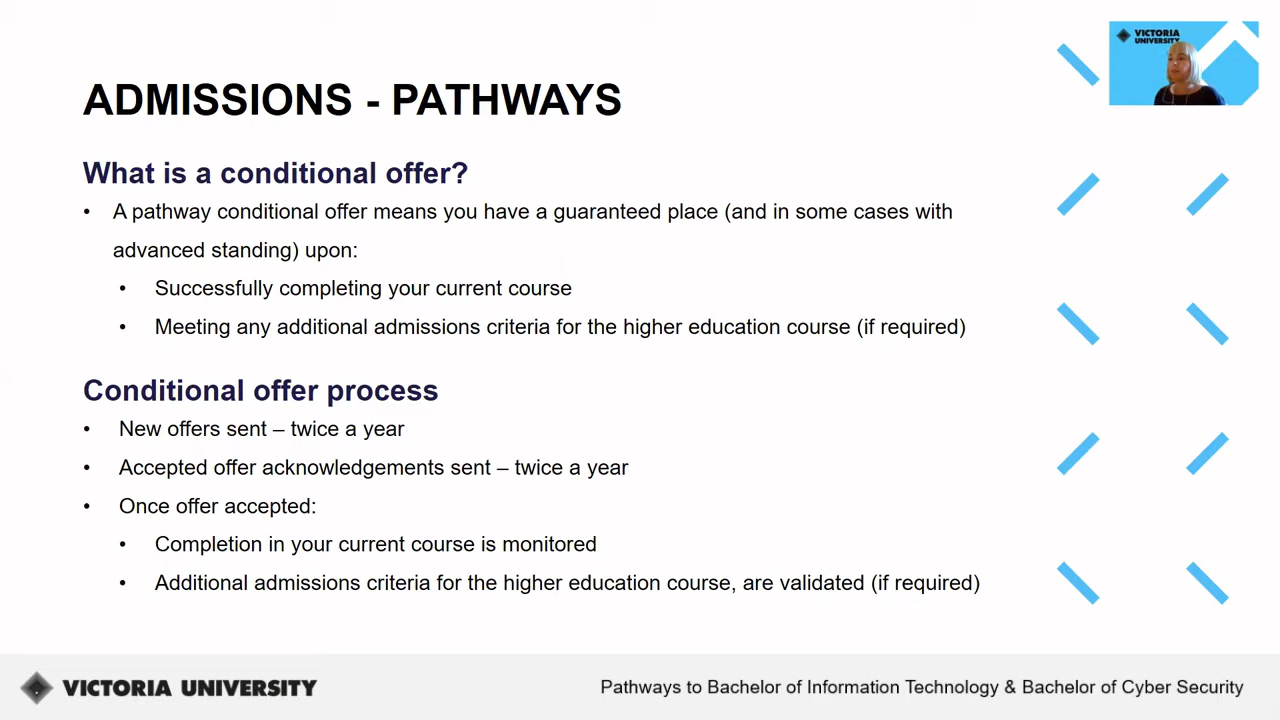 VICTORIA
UNIVERSITY
ADMISSIONS - PATHWAYS
What is a conditional offer?
• A pathway conditional offer means you have a guaranteed place (and in some cases with
advanced standing) upon:
• Successfully completing your current course
• Meeting any additional admissions criteria for the higher education course (if required)
Conditional offer process
• New offers sent – twice a year
• Accepted offer acknowledgements sent – twice a year
• Once offer accepted:
• Completion in your current course is monitored
• Additional admissions criteria for the higher education course, are validated (if required)
VICTORIA UNIVERSITY
Pathways to Bachelor of Information Technology & Bachelor of Cyber Security